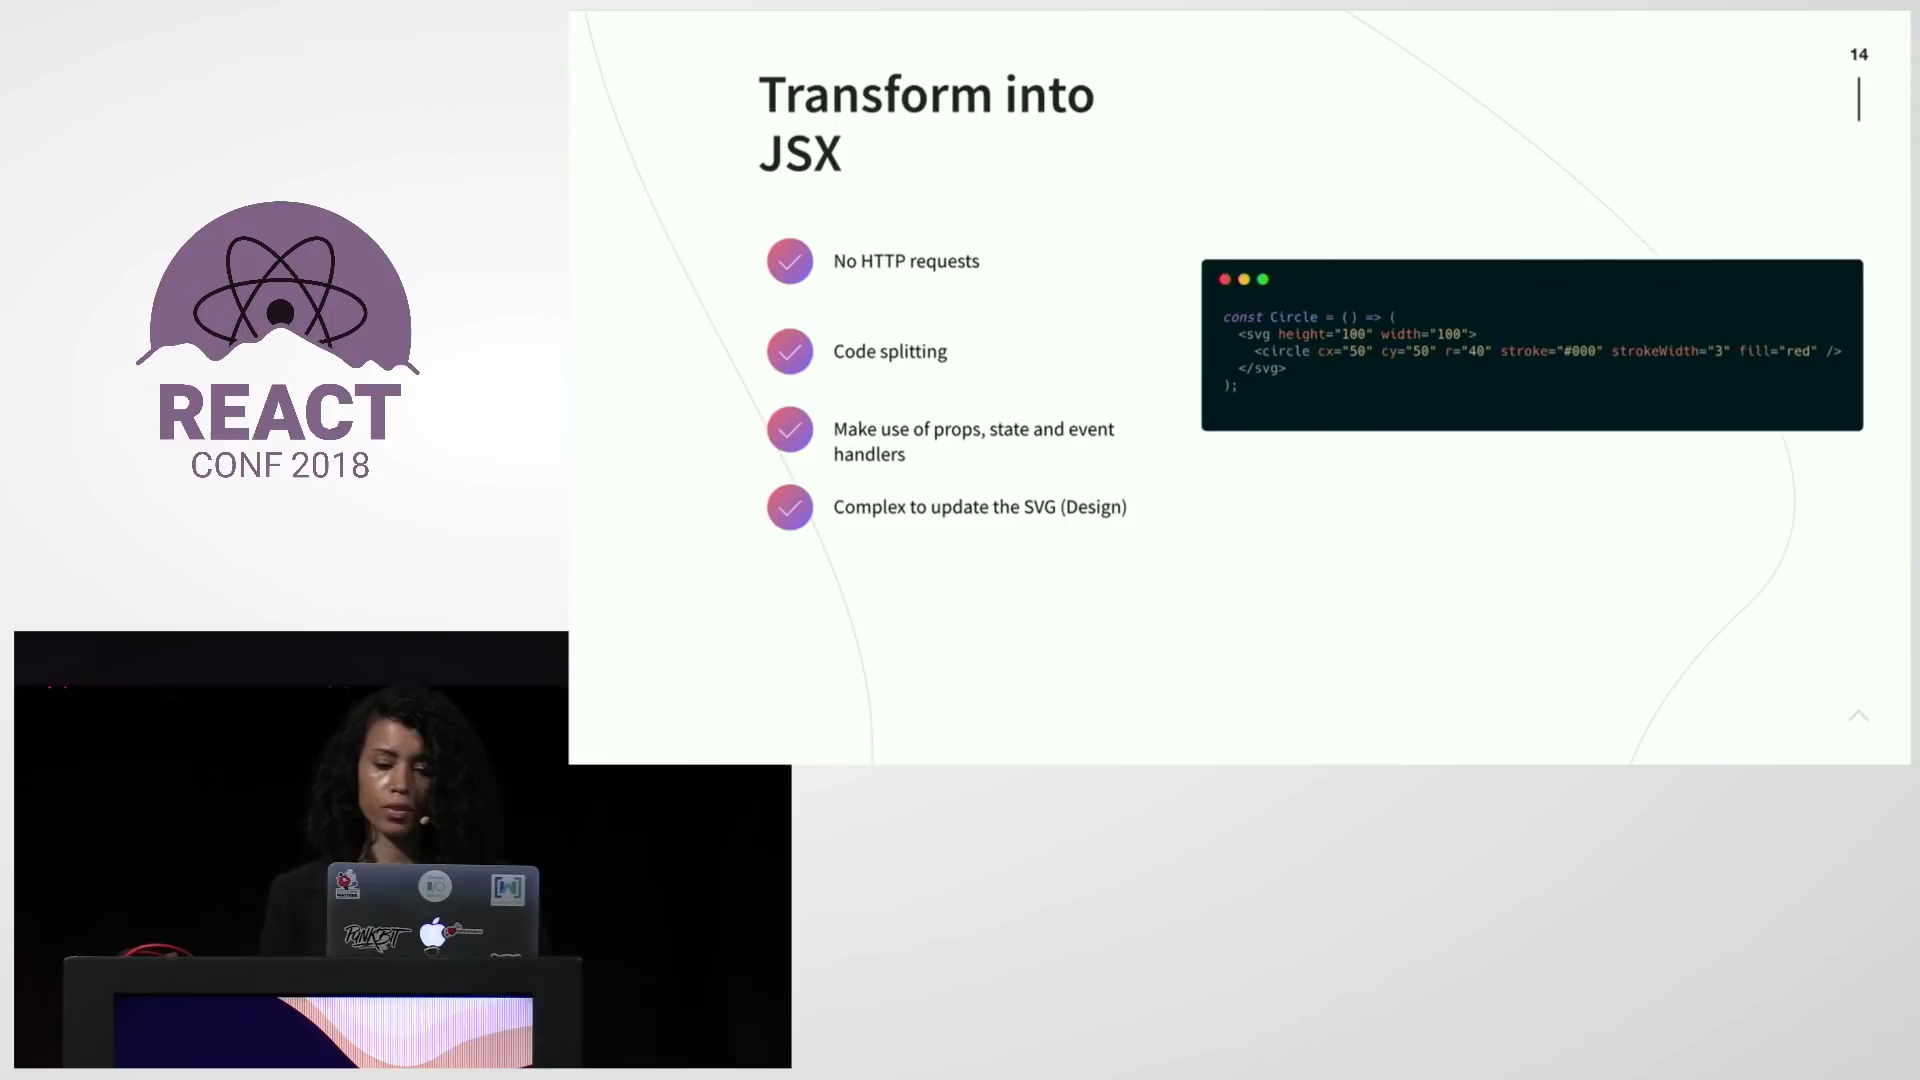 14
Transform into
JSX
No HTTP requests
Code splitting
Make use of props, state and event
handlers
Complex to update the SVG (Design)
const Circle = () => (
<svg height="100" width="100">
<circle cx="50" cy="50" r="40" stroke="#000" strokeWidth="3" fill="red" />
</svg>
);
REACT
CONF 2018
I/O
PUNKBIT